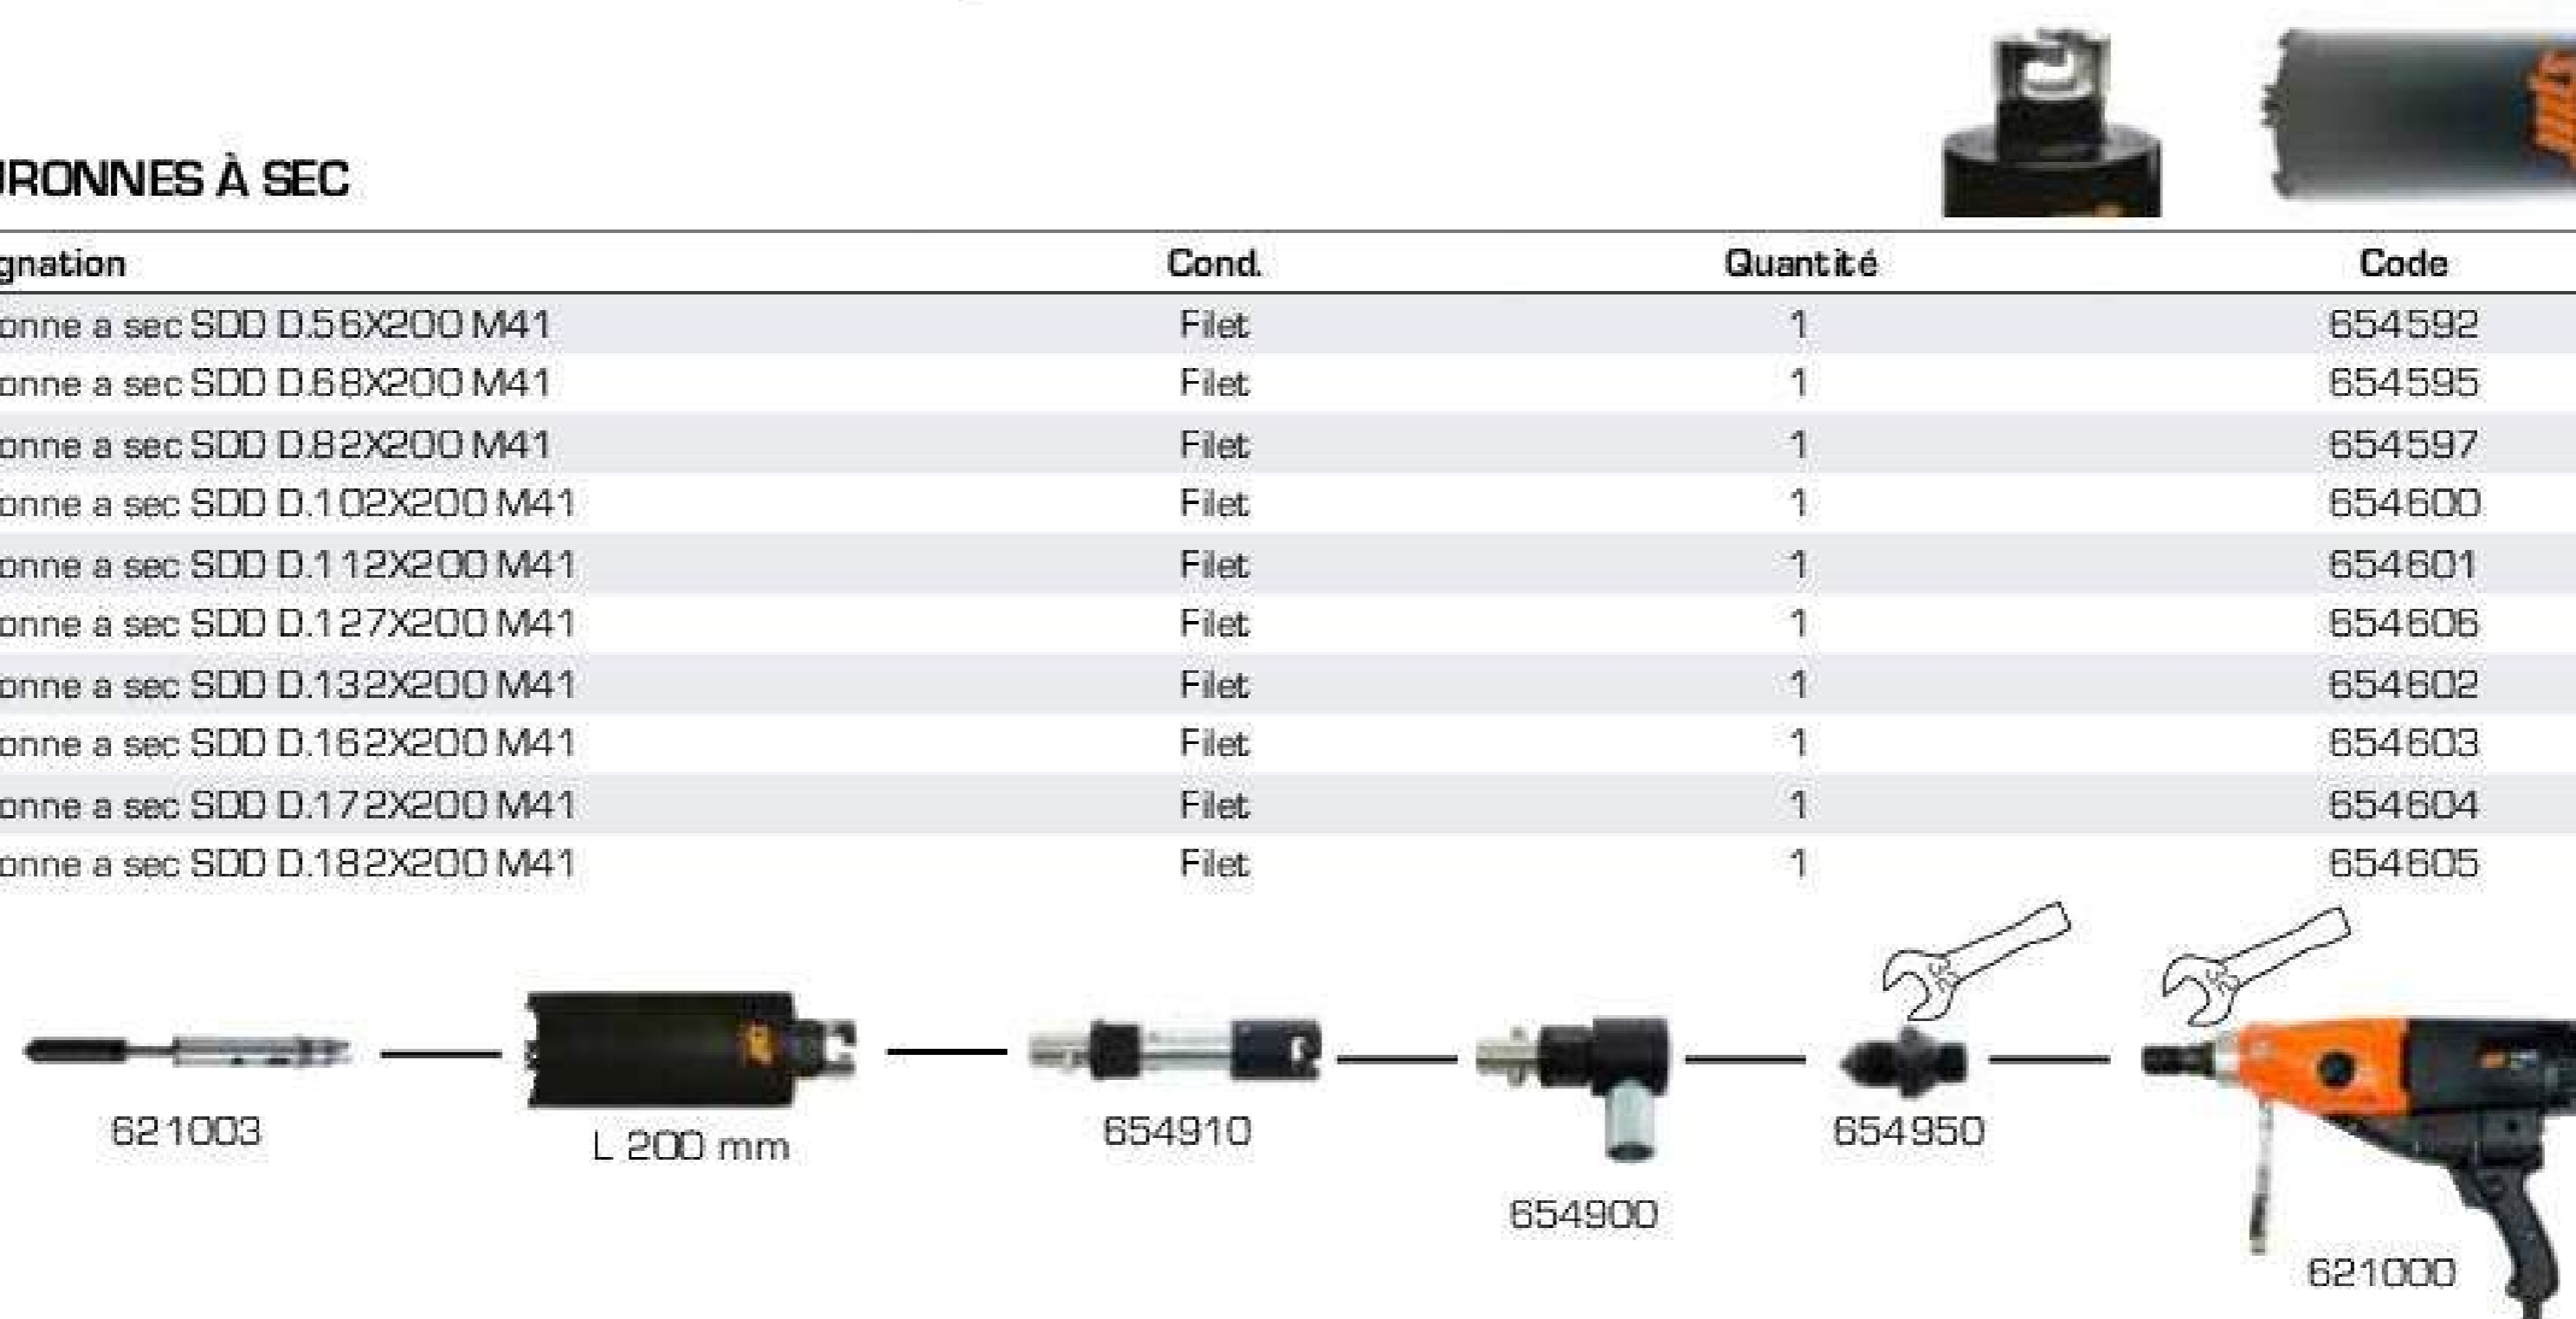 URONNES À SEC
gnation Cond. Quantité Code
onne a sec SDD D.56X200 M41 Filet 1 654592
onne a sec SDD D.68X200 M41 Filet 1 654595
onne a sec SDD D.82X200 M41 Filet 1 654597
onne a sec SDD D.102X200 M41 Filet 1 654600
onne a sec SDD D.112X200 M41 Filet 1 654601
onne a sec SDD D.127X200 M41 Filet 1 654606
onne a sec SDD D.132X200 M41 Filet 1 654602
onne a sec SDD D.162X200 M41 Filet 1 654603
onne a sec SDD D.172X200 M41 Filet 1 654604
onne a sec SDD D.182X200 M41 Filet 1 654605
32 32
621003 L 200 mm 654910 654950
654900
621000